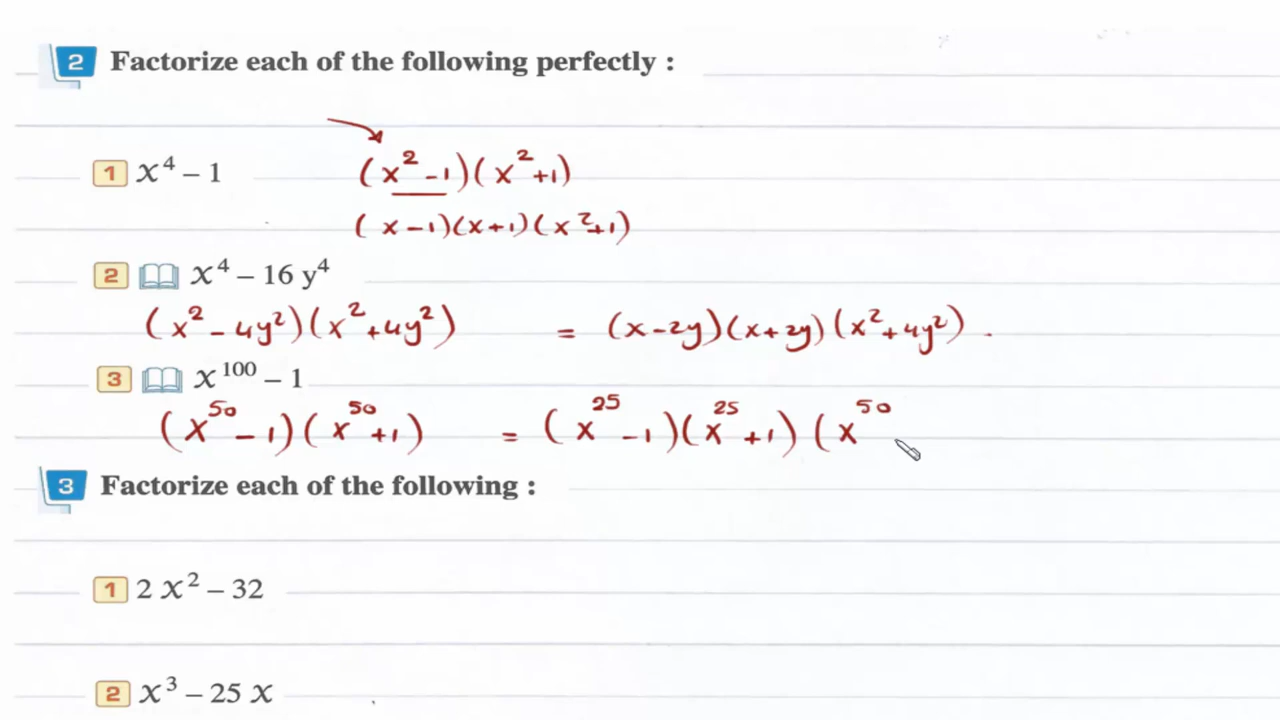 2 Factorize each of the following perfectly :
1 x⁴ – 1 (x² –1)(x² +1)
(x –1)(x+1)(x²+1)
2 x⁴ – 16 y⁴
(x² – 4y²)(x² +4y²) = (x–2y)(x+2y)(x²+4y²) .
3 x¹⁰⁰ – 1
(x⁵⁰ – 1)(x⁵⁰ +1) = (x²⁵ –1)(x²⁵ +1) (x⁵⁰
3 Factorize each of the following :
1 2 x² – 32
2 x³ – 25 x